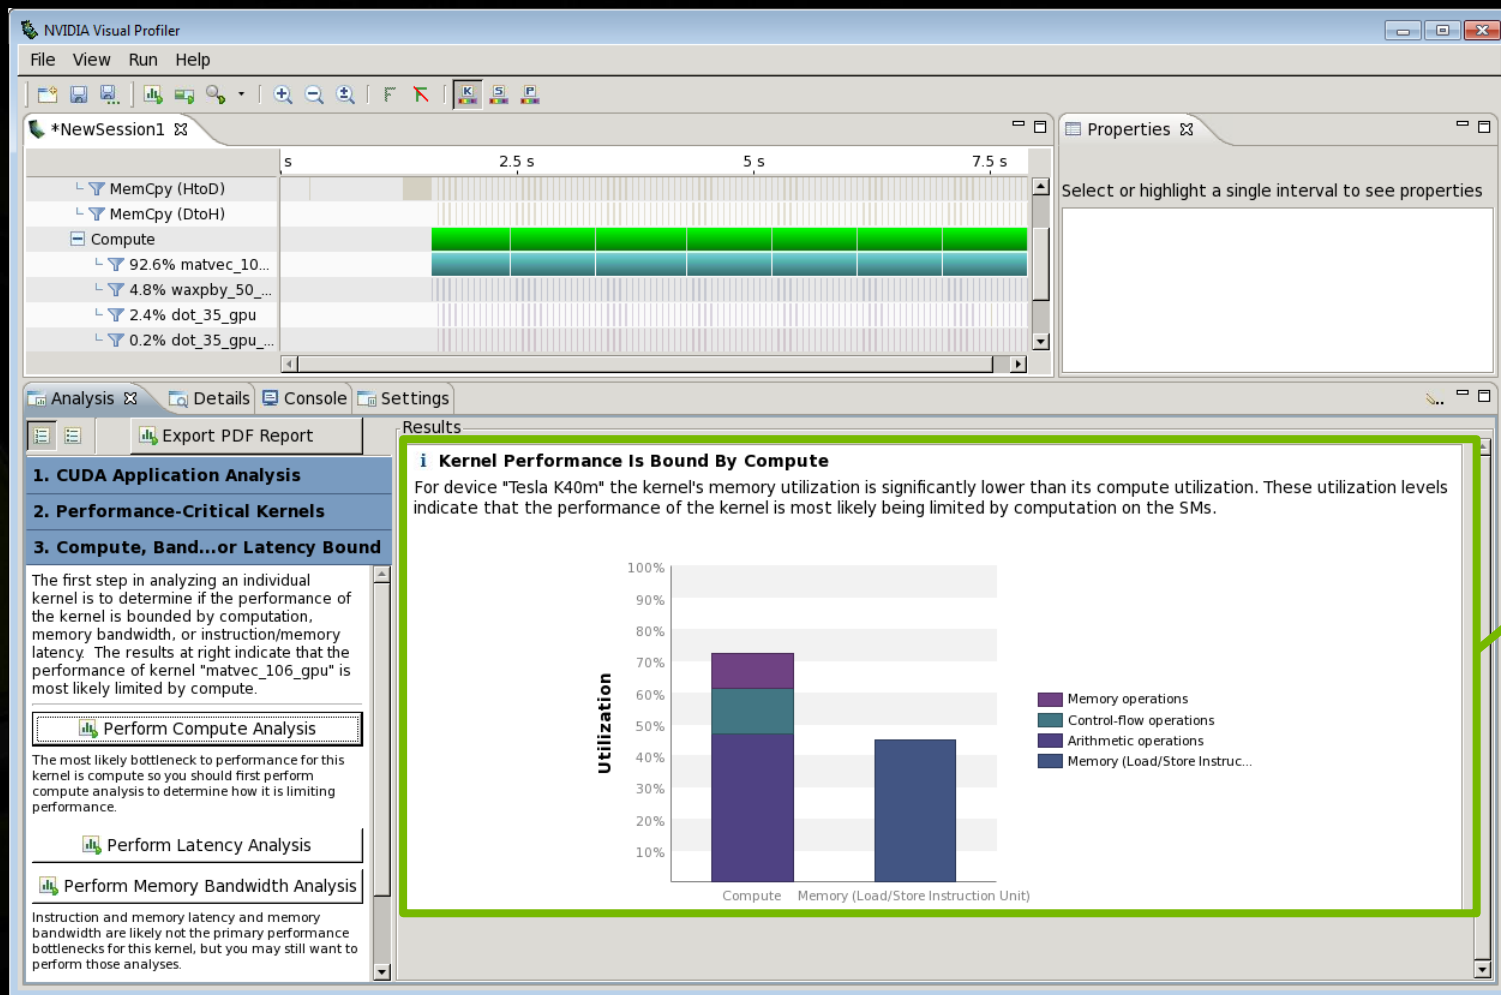 NVIDIA Visual Profiler
File View Run Help
K S P
*NewSession1
s 2.5 s 5 s 7.5 s
MemCpy (HtoD)
MemCpy (DtoH)
Compute
92.6% matvec_10...
4.8% waxpby_50_...
2.4% dot_35_gpu
0.2% dot_35_gpu_...
Properties
Select or highlight a single interval to see properties
Analysis Details Console Settings
Export PDF Report
1. CUDA Application Analysis
2. Performance-Critical Kernels
3. Compute, Band...or Latency Bound
The first step in analyzing an individual
kernel is to determine if the performance of
the kernel is bounded by computation,
memory bandwidth, or instruction/memory
latency. The results at right indicate that the
performance of kernel "matvec_106_gpu" is
most likely limited by compute.
Perform Compute Analysis
The most likely bottleneck to performance for this
kernel is compute so you should first perform
compute analysis to determine how it is limiting
performance.
Perform Latency Analysis
Perform Memory Bandwidth Analysis
Instruction and memory latency and memory
bandwidth are likely not the primary performance
bottlenecks for this kernel, but you may still want to
perform those analyses.
Results
i Kernel Performance Is Bound By Compute
For device "Tesla K40m" the kernel's memory utilization is significantly lower than its compute utilization. These utilization levels
indicate that the performance of the kernel is most likely being limited by computation on the SMs.
Utilization
100%
90%
80%
70%
60%
50%
40%
30%
20%
10%
Compute Memory (Load/Store Instruction Unit)
Memory operations
Control-flow operations
Arithmetic operations
Memory (Load/Store Instruc...